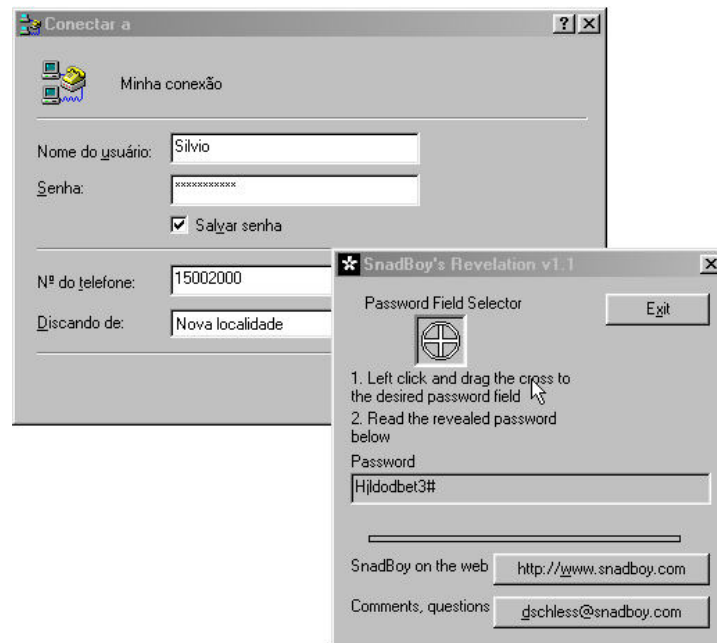 Conectar a
Minha conexão
Nome do usuário:
Silvio
Senha:
***********
Salvar senha
Nº do telefone:
15002000
Discando de:
Nova localidade
SnadBoy's Revelation v1.1
Password Field Selector
Exit
1. Left click and drag the cross to
the desired password field
2. Read the revealed password
below
Password
Hjldodbet3#
SnadBoy on the web
http://www.snadboy.com
Comments, questions
dschless@snadboy.com